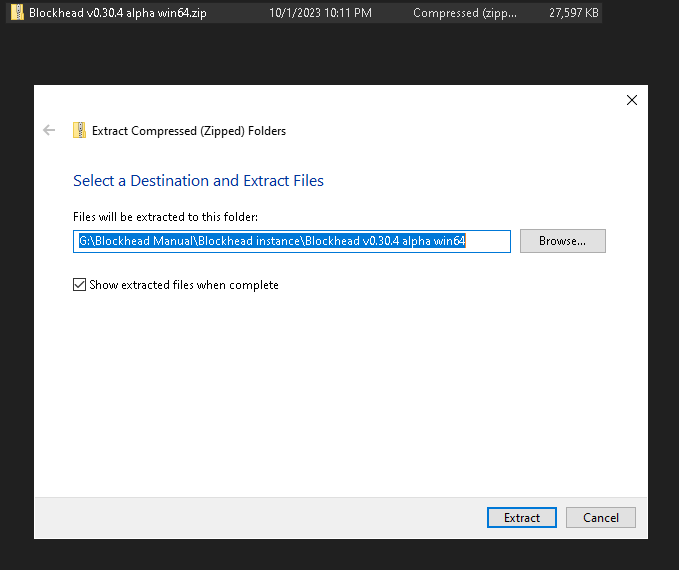 Blockhead v0.30.4 alpha win64.zip 10/1/2023 10:11 PM Compressed (zipp... 27,597 KB
Extract Compressed (Zipped) Folders
Select a Destination and Extract Files
Files will be extracted to this folder:
G:\Blockhead Manual\Blockhead instance\Blockhead v0.30.4 alpha win64
Browse...
Show extracted files when complete
Extract Cancel